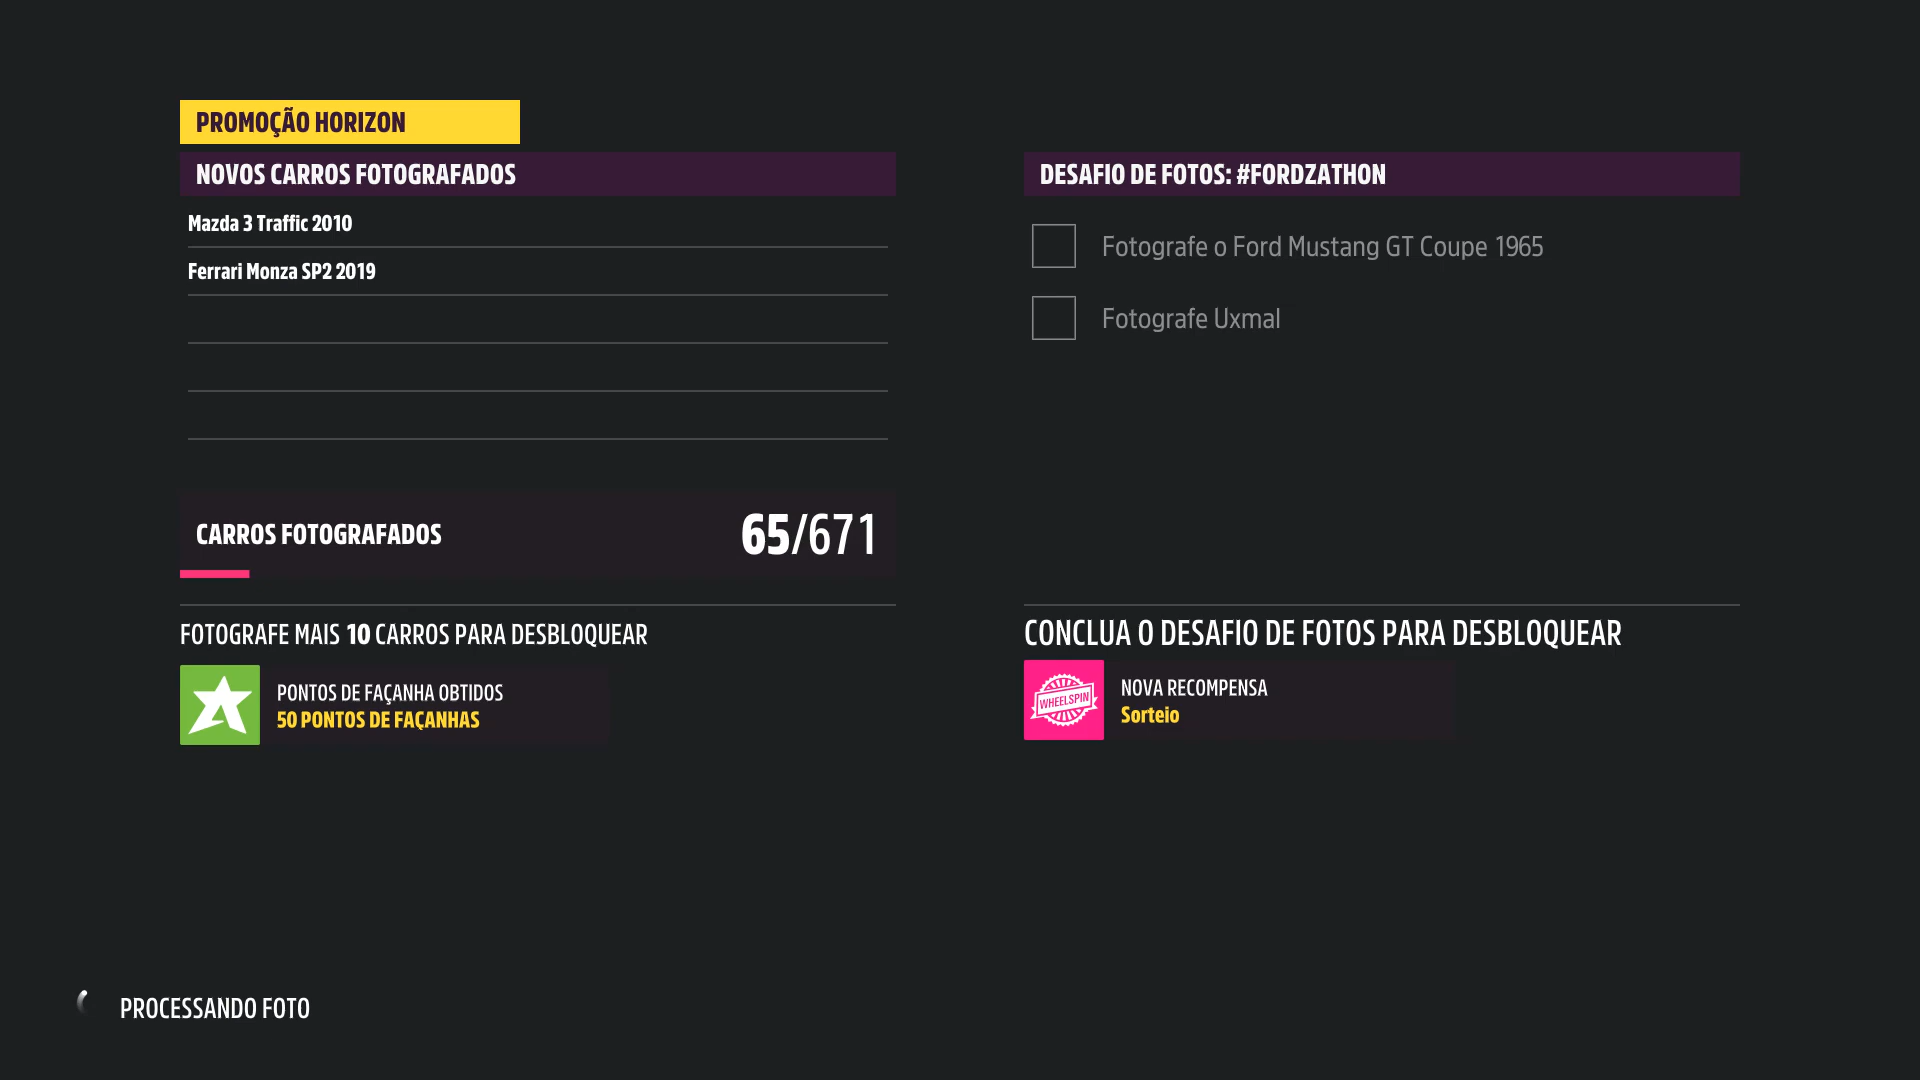 PROMOÇÃO HORIZON
NOVOS CARROS FOTOGRAFADOS
Mazda 3 Traffic 2010
Ferrari Monza SP2 2019
CARROS FOTOGRAFADOS
65/671
FOTOGRAFE MAIS 10 CARROS PARA DESBLOQUEAR
PONTOS DE FAÇANHA OBTIDOS
50 PONTOS DE FAÇANHAS
DESAFIO DE FOTOS: #FORDZATHON
Fotografe o Ford Mustang GT Coupe 1965
Fotografe Uxmal
CONCLUA O DESAFIO DE FOTOS PARA DESBLOQUEAR
WHEELSPIN
NOVA RECOMPENSA
Sorteio
PROCESSANDO FOTO